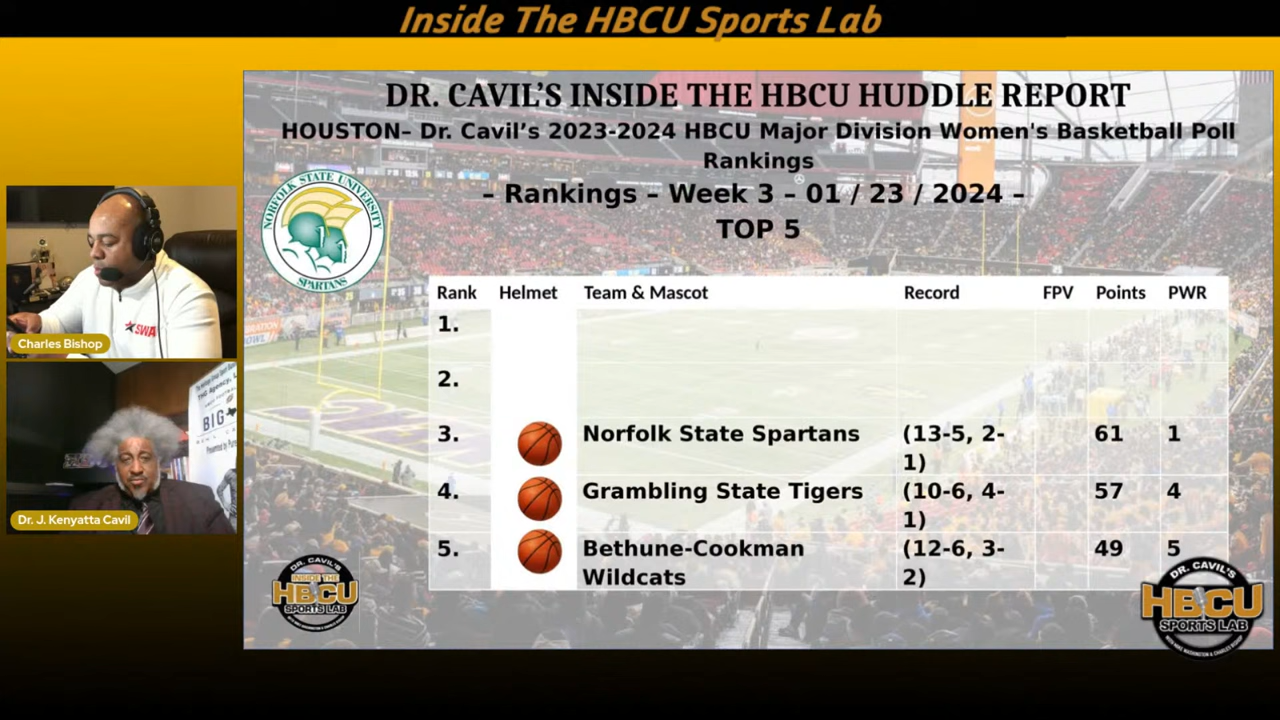 Inside The HBCU Sports Lab
DR. CAVIL'S INSIDE THE HBCU HUDDLE REPORT
HOUSTON– Dr. Cavil's 2023-2024 HBCU Major Division Women's Basketball Poll
Rankings
– Rankings – Week 3 – 01 / 23 / 2024 –
TOP 5
NORFOLK STATE UNIVERSITY
SPARTANS
Rank Helmet Team & Mascot Record FPV Points PWR
1.
2.
3. Norfolk State Spartans (13-5, 2- 61 1
1)
4. Grambling State Tigers (10-6, 4- 57 4
1)
5. Bethune-Cookman (12-6, 3- 49 5
Wildcats 2)
SWA
Charles Bishop
BIG
Dr. J. Kenyatta Cavil
DR. CAVIL'S
INSIDE THE
HBCU
SPORTS LAB
DR. CAVIL'S
HBCU
SPORTS LAB